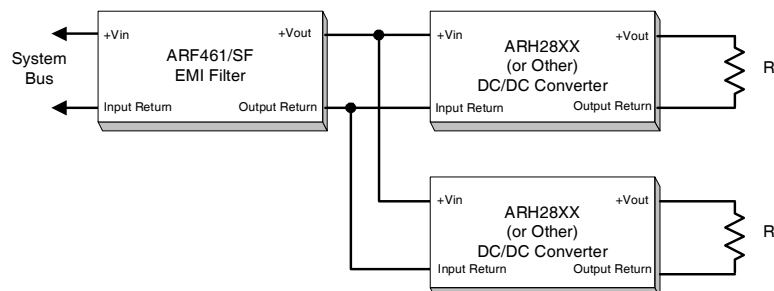 System
Bus
+Vin
ARF461/SF
EMI Filter
+Vout
Input Return
Output Return
+Vin
ARH28XX
(or Other)
DC/DC Converter
+Vout
Input Return
Output Return
R
+Vin
ARH28XX
(or Other)
DC/DC Converter
+Vout
Input Return
Output Return
R